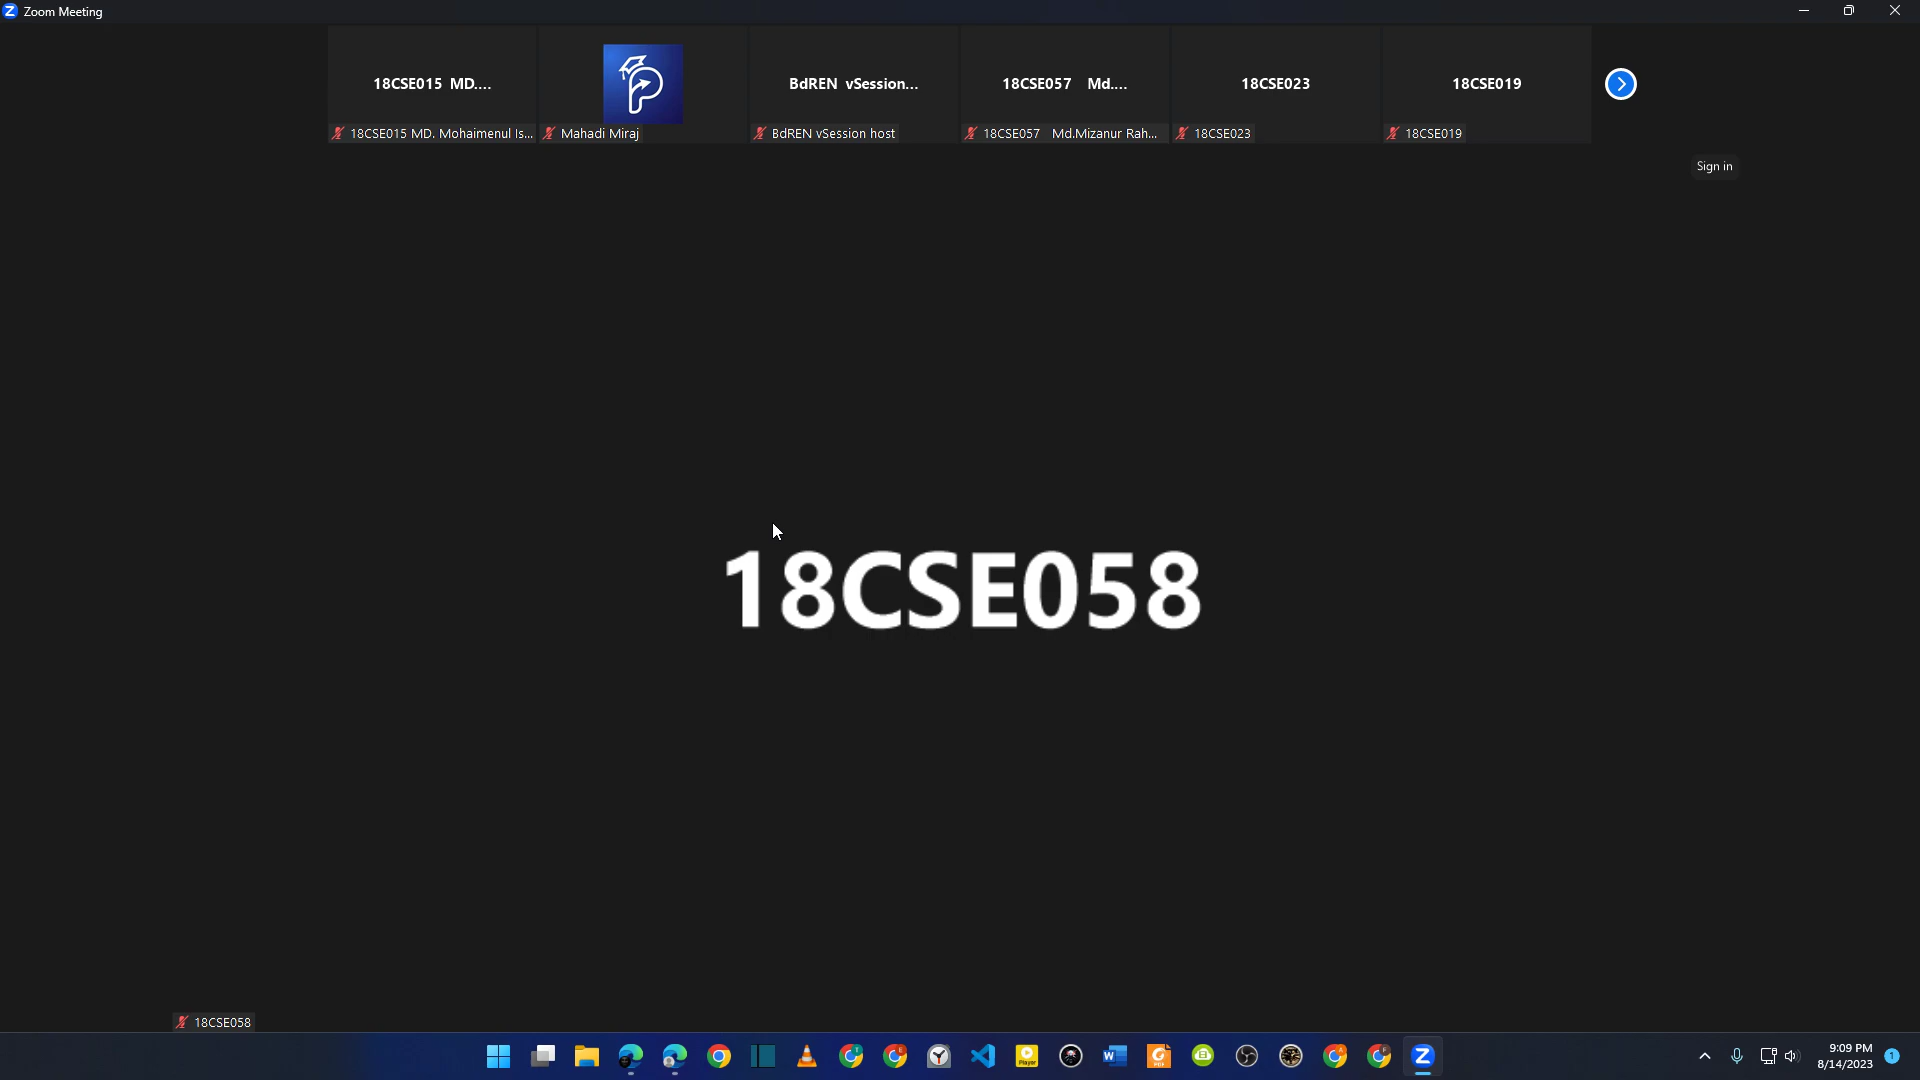 Zoom Meeting
18CSE015 MD....
BdREN vSession...
18CSE057 Md....
18CSE023
18CSE019
18CSE015 MD. Mohaimenul Is...
Mahadi Miraj
BdREN vSession host
18CSE057 Md.Mizanur Rah...
18CSE023
18CSE019
Sign in
18CSE058
18CSE058
9:09 PM
8/14/2023
1